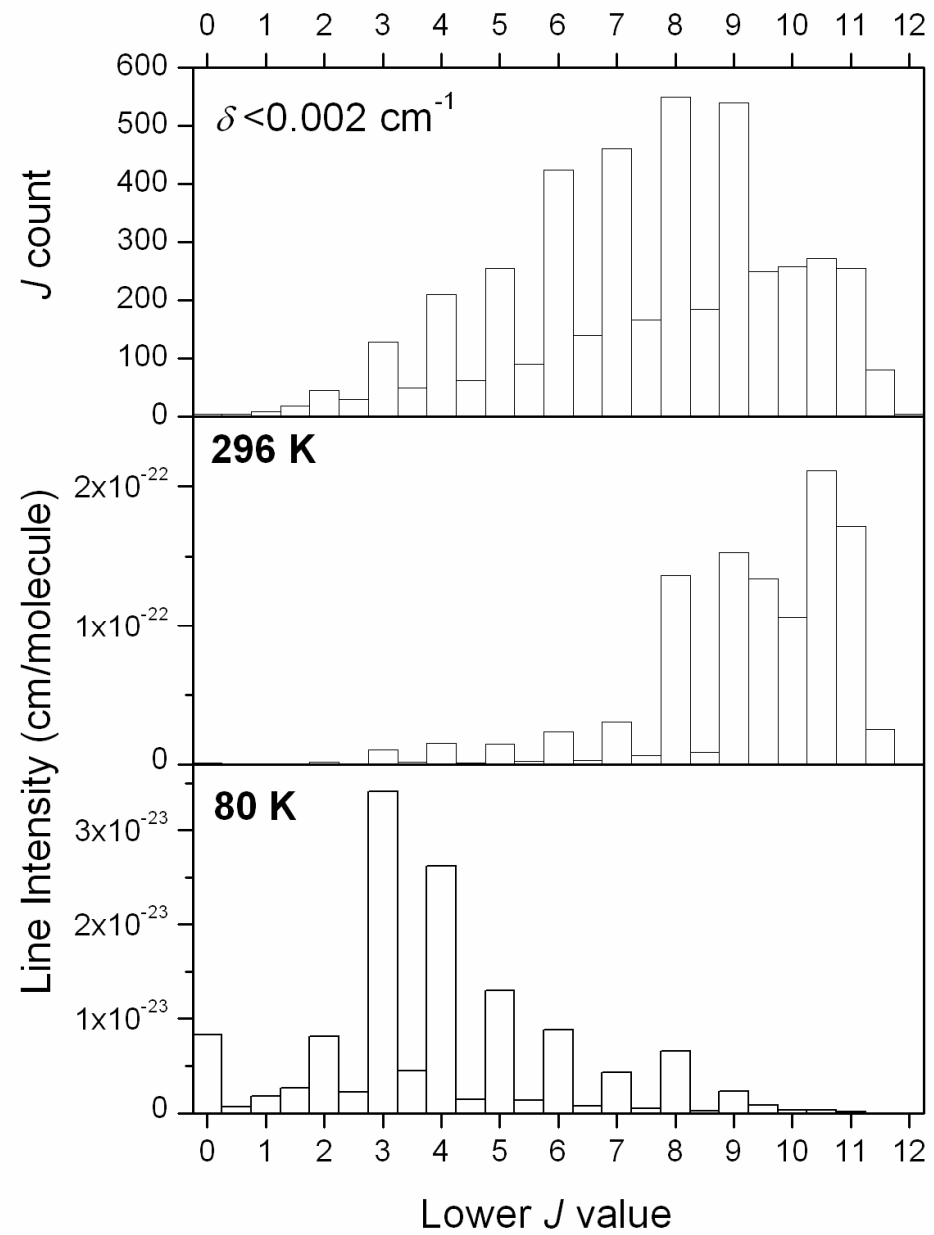 0 1 2 3 4 5 6 7 8 9 10 11 12
600
500
400
300
200
100
0
J count
δ<0.002 cm⁻¹
296 K
2x10⁻²²
1x10⁻²²
0
Line Intensity (cm/molecule)
80 K
3x10⁻²³
2x10⁻²³
1x10⁻²³
0
0 1 2 3 4 5 6 7 8 9 10 11 12
Lower J value